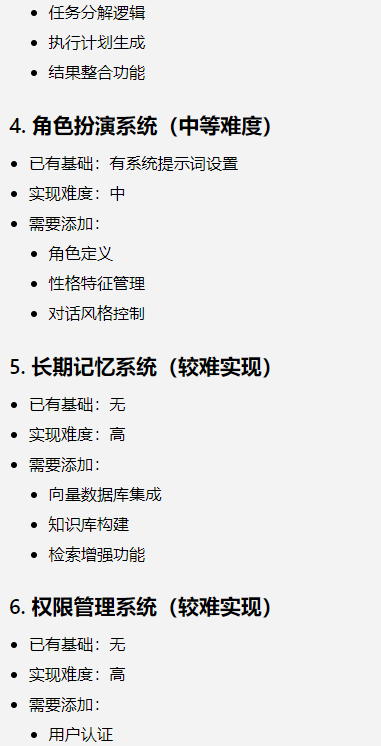 任务分解逻辑
执行计划生成
结果整合功能
4. 角色扮演系统（中等难度）
已有基础：有系统提示词设置
实现难度：中
需要添加：
角色定义
性格特征管理
对话风格控制
5. 长期记忆系统（较难实现）
已有基础：无
实现难度：高
需要添加：
向量数据库集成
知识库构建
检索增强功能
6. 权限管理系统（较难实现）
已有基础：无
实现难度：高
需要添加：
用户认证